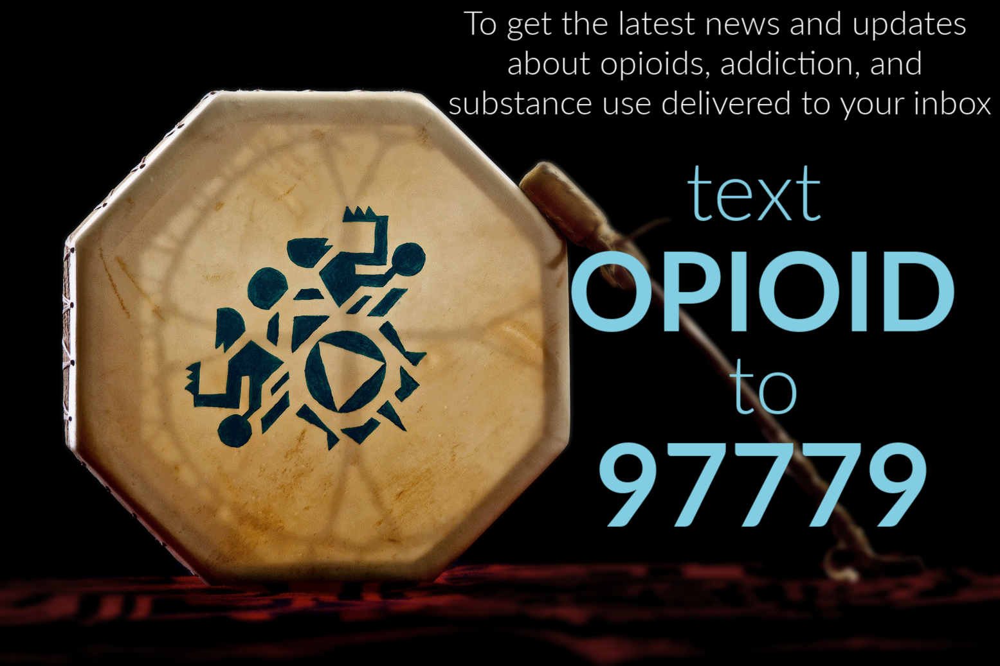 To get the latest news and updates
about opioids, addiction, and
substance use delivered to your inbox
text
OPIOID
to
97779